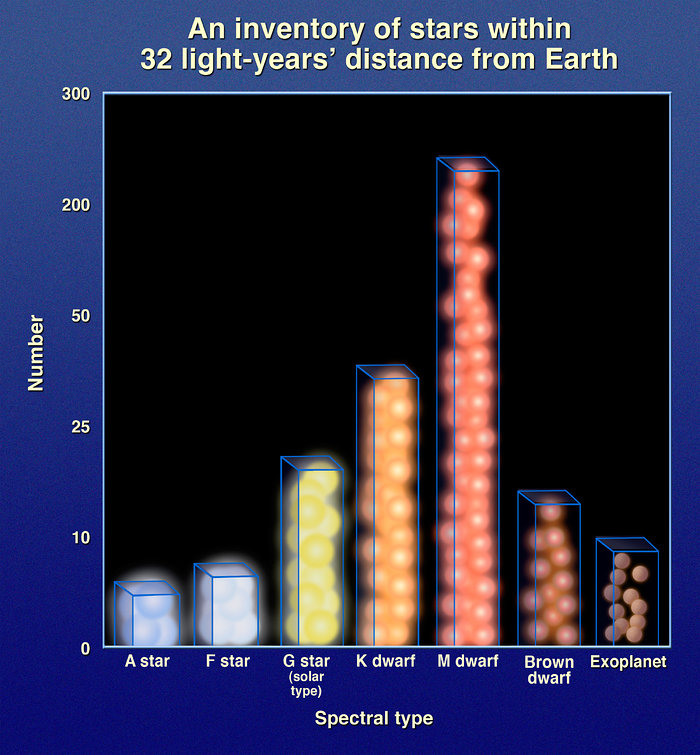 An inventory of stars within
32 light-years’ distance from Earth
300
200
50
25
10
0
Number
A star
F star
G star
(solar
type)
K dwarf
M dwarf
Brown
dwarf
Exoplanet
Spectral type